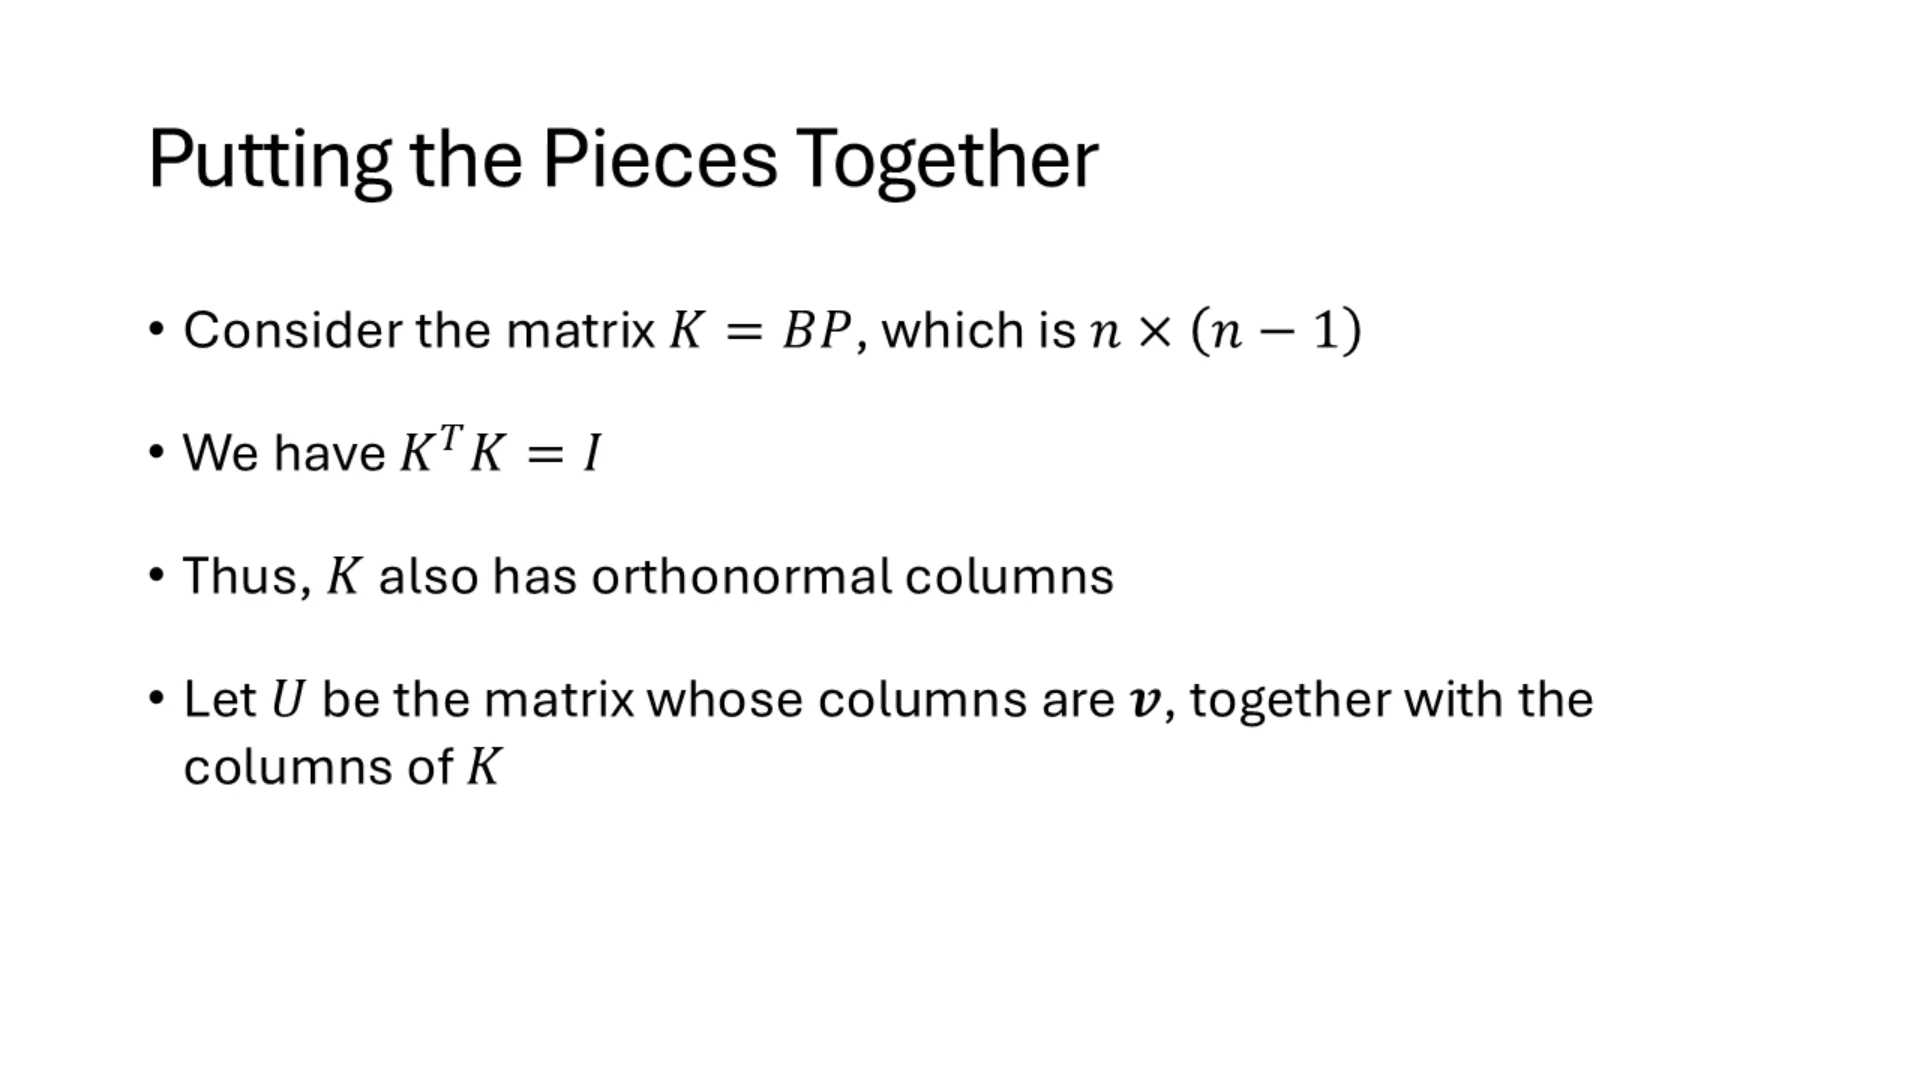 Putting the Pieces Together
• Consider the matrix K = BP, which is n × (n − 1)
• We have KᵀK = I
• Thus, K also has orthonormal columns
• Let U be the matrix whose columns are v, together with the
columns of K